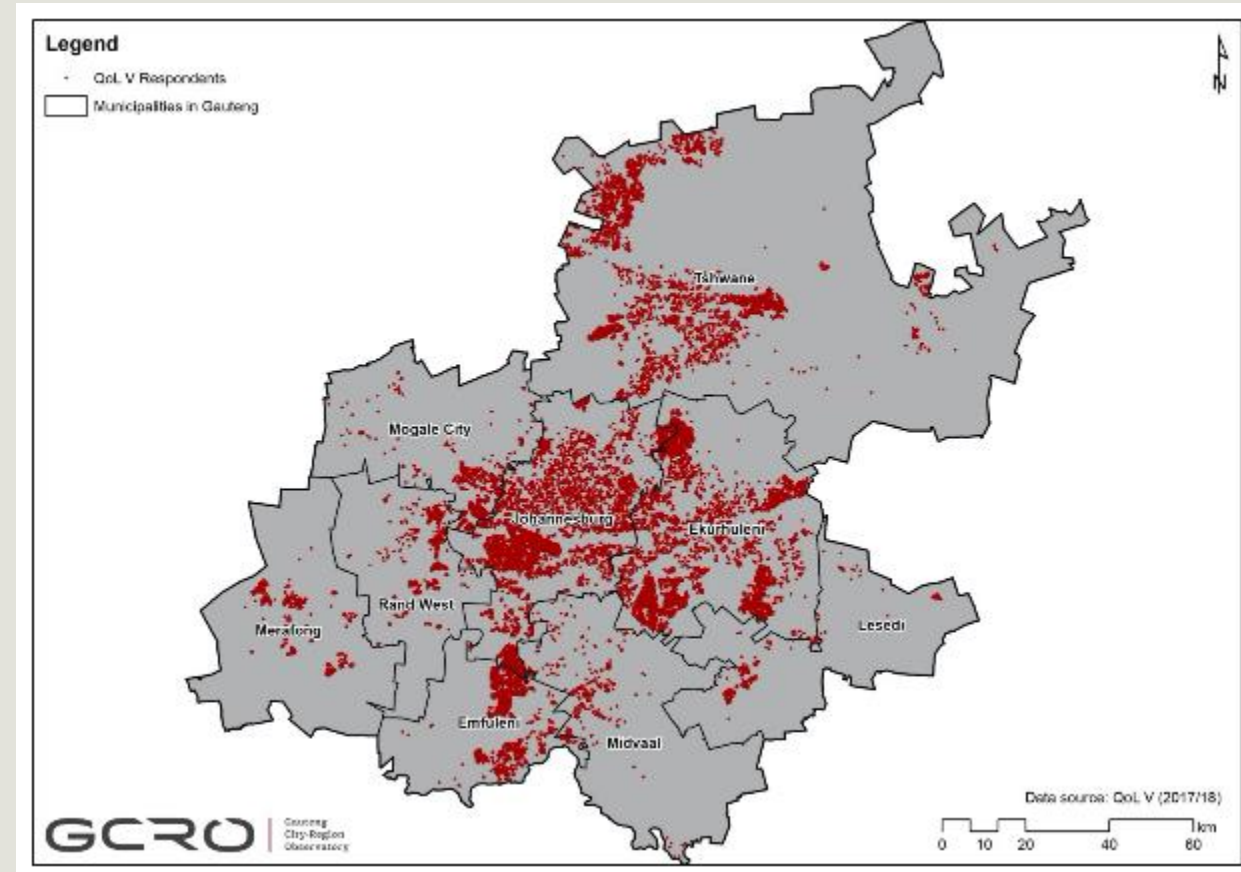 Legend
QoL V Respondents
Municipalities in Gauteng
N
Tshwane
Mogale City
Johannesburg
Ekurhuleni
Rand West
Merafong
Lesedi
Emfuleni
Midvaal
Data source: QoL V (2017/18)
km
0 10 20 40 60
GCRO
Gauteng
City-Region
Observatory